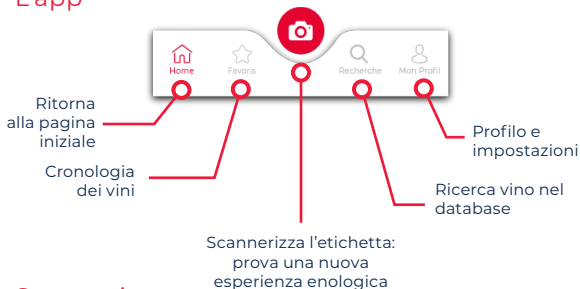 L'app
Home
Favoris
Recherche
Mon Profil
Ritorna
alla pagina
iniziale
Cronologia
dei vini
Scannerizza l'etichetta:
prova una nuova
esperienza enologica
Ricerca vino nel
database
Profilo e
impostazioni